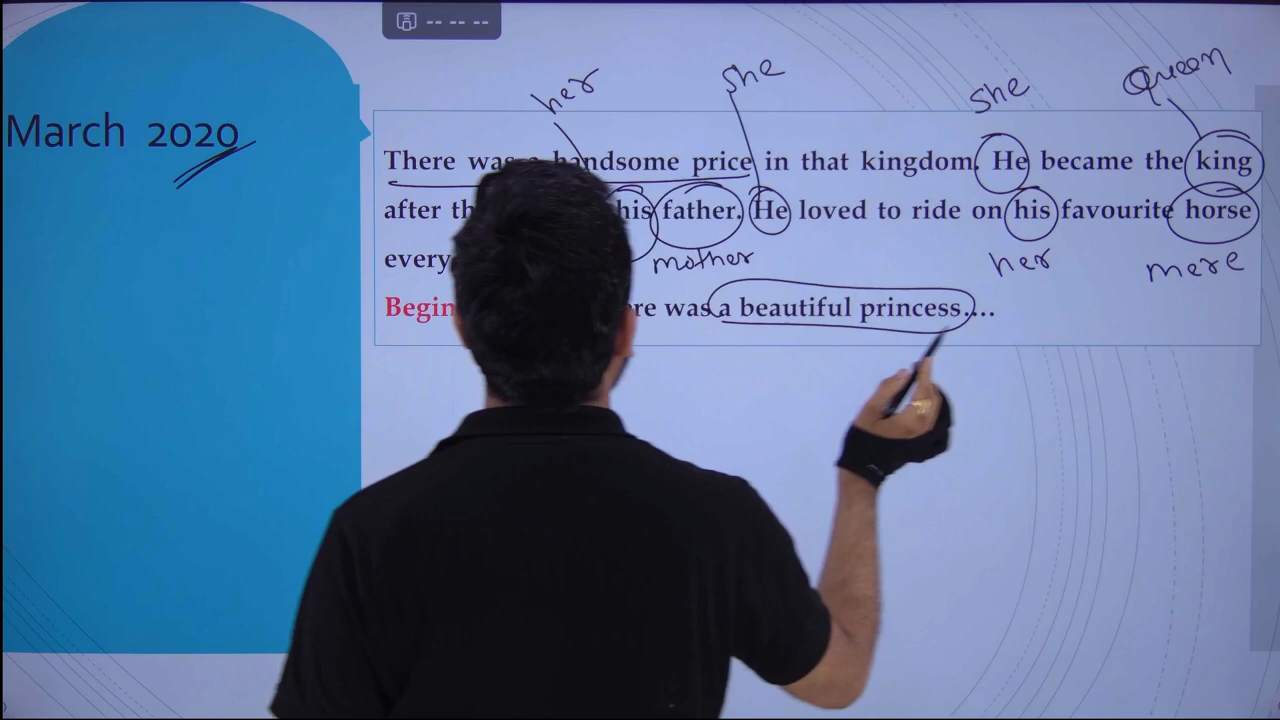 -- -- --
March 2020
her she she Queen
There was a handsome price in that kingdom. He became the king
after th his father. He loved to ride on his favourite horse
every
mother her mere
Begin re was a beautiful princess....